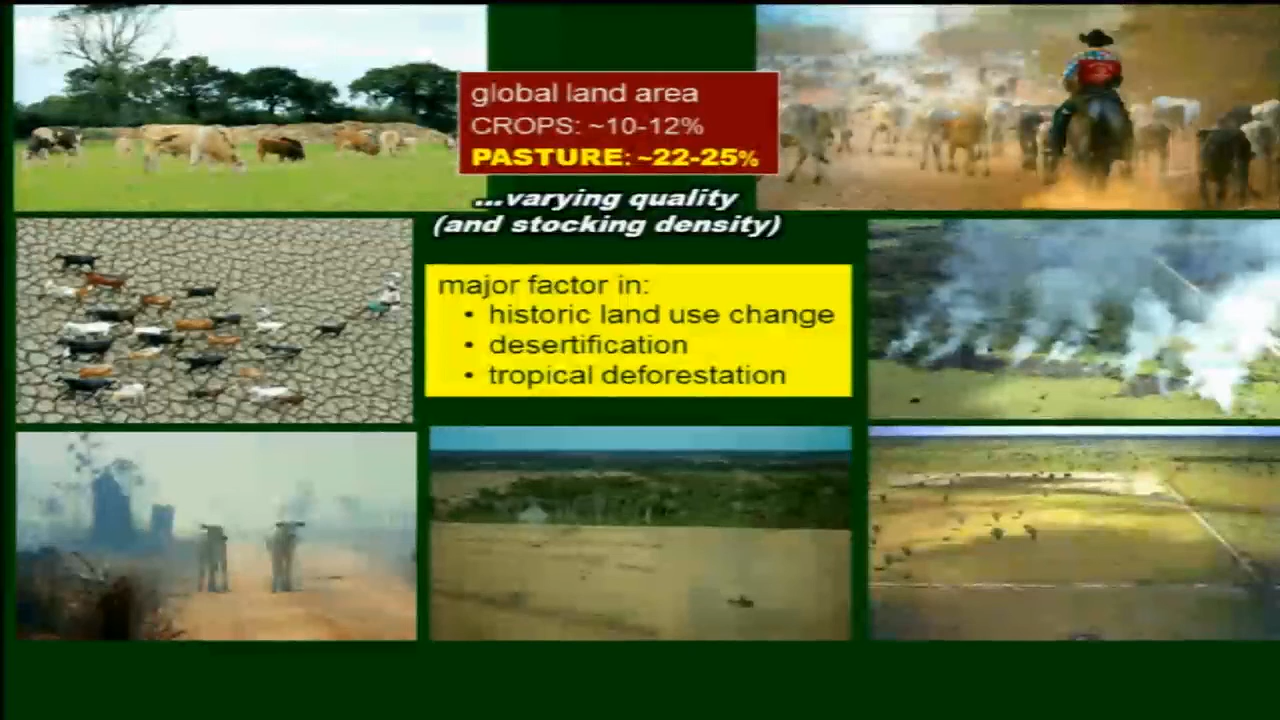 global land area
CROPS: ~10-12%
PASTURE: ~22-25%
...varying quality
(and stocking density)
major factor in:
• historic land use change
• desertification
• tropical deforestation